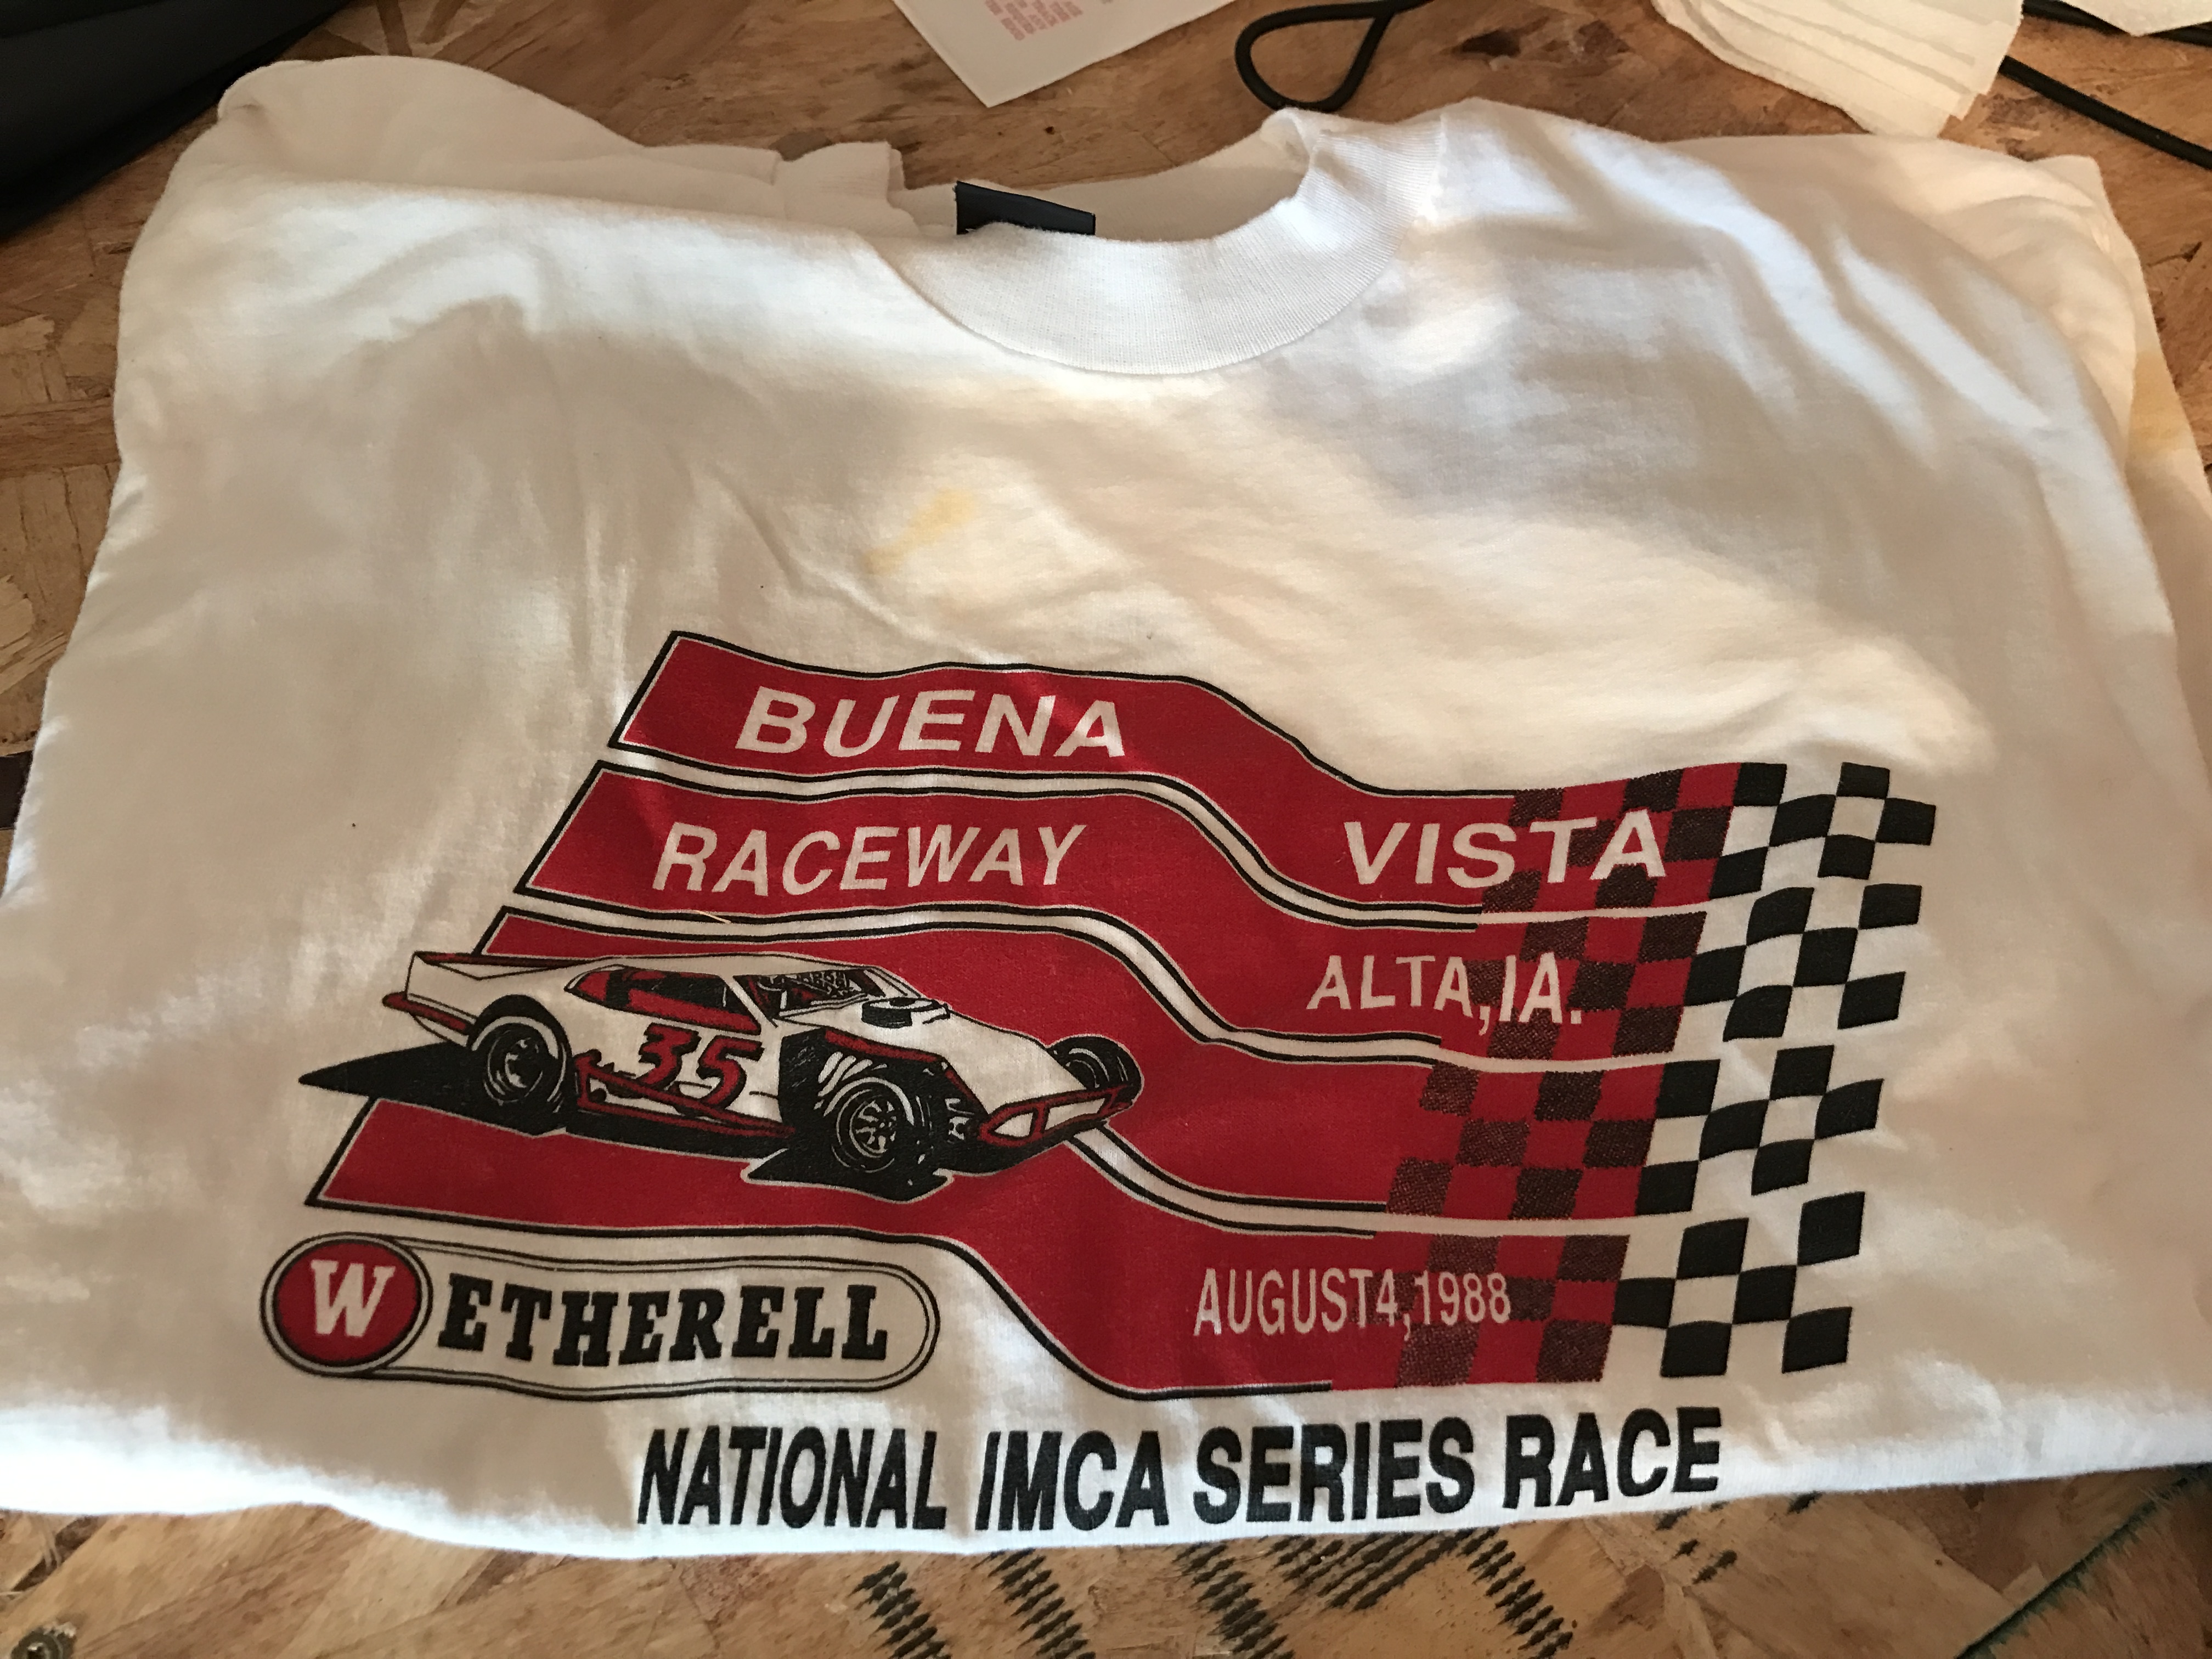 BUENA VISTA
RACEWAY
ALTA, IA.
35
AUGUST 4, 1988
WETHERELL
NATIONAL IMCA SERIES RACE